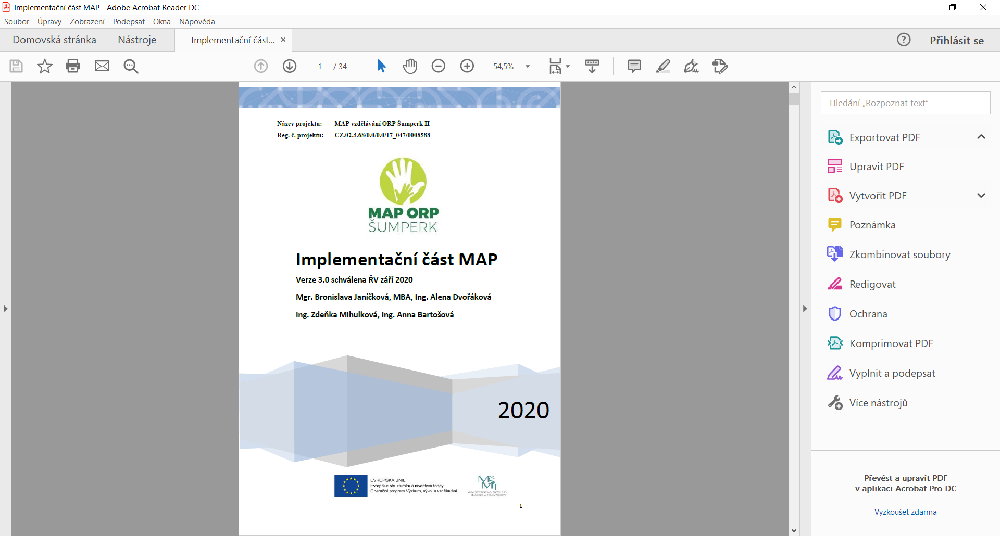 Implementační část MAP - Adobe Acrobat Reader DC
Soubor Úpravy Zobrazení Podepsat Okna Nápověda
Domovská stránka Nástroje Implementační část... × ? Přihlásit se
1 / 34 54,5%
Název projektu: MAP vzdělávání ORP Šumperk II
Reg. č. projektu: CZ.02.3.68/0.0/0.0/17_047/0008588
MAP ORP
ŠUMPERK
Implementační část MAP
Verze 3.0 schválena ŘV září 2020
Mgr. Bronislava Janíčková, MBA, Ing. Alena Dvořáková
Ing. Zdeňka Mihulková, Ing. Anna Bartošová
2020
EVROPSKÁ UNIE
Evropské strukturální a investiční fondy
Operační program Výzkum, vývoj a vzdělávání
MŠMT
MINISTERSTVO ŠKOLSTVÍ,
MLÁDEŽE A TĚLOVÝCHOVY
1
Hledání „Rozpoznat text“
Exportovat PDF
Upravit PDF
Vytvořit PDF
Poznámka
Zkombinovat soubory
Redigovat
Ochrana
Komprimovat PDF
Vyplnit a podepsat
Více nástrojů
Převést a upravit PDF
v aplikaci Acrobat Pro DC
Vyzkoušet zdarma